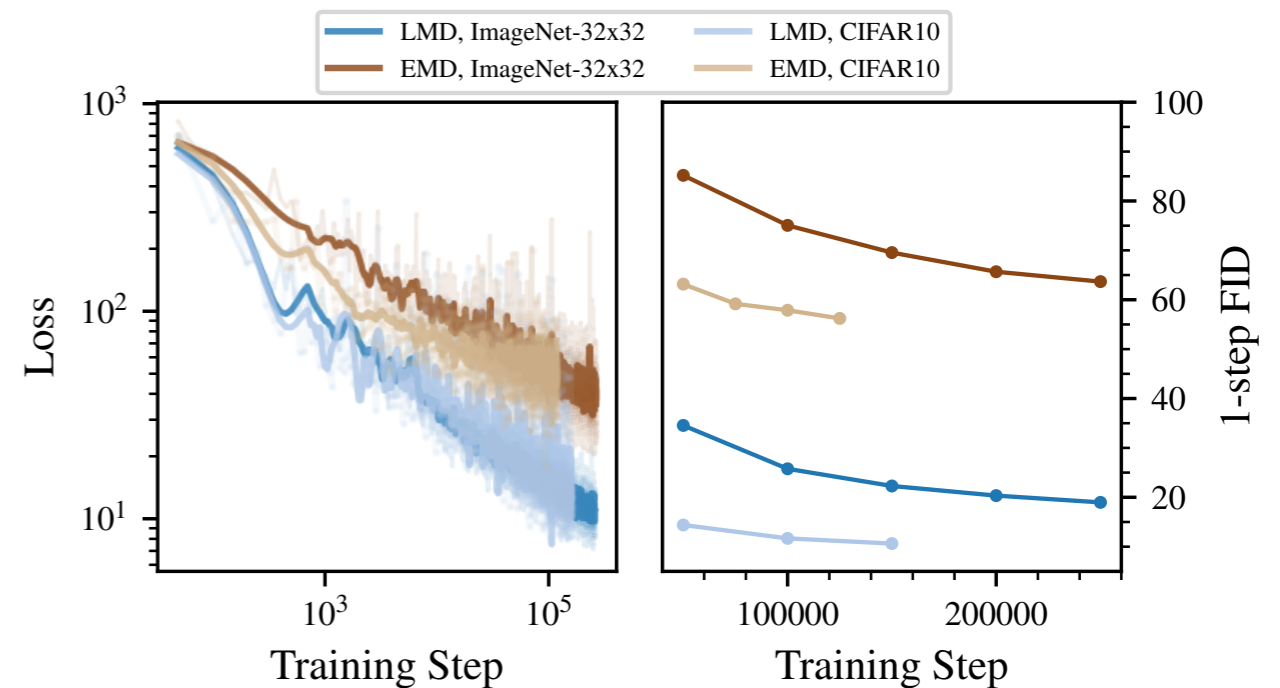 LMD, ImageNet-32x32 LMD, CIFAR10
EMD, ImageNet-32x32 EMD, CIFAR10
10³
10²
10¹
Loss
10³ 10⁵
Training Step
100
80
60
40
20
1-step FID
100000 200000
Training Step